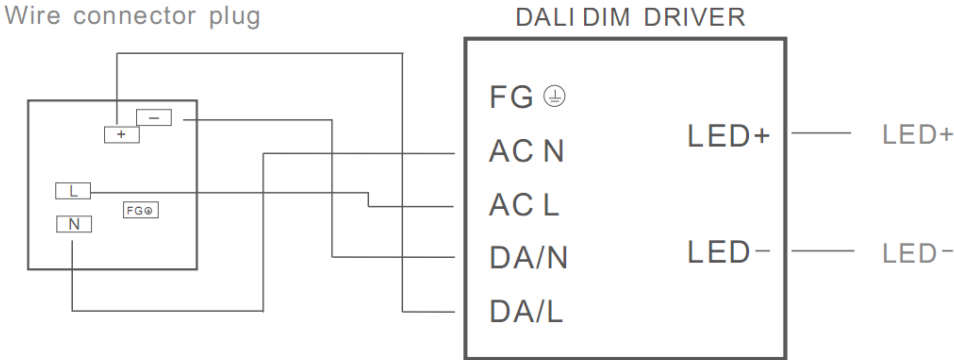 Wire connector plug
DALI DIM DRIVER
−
+
L
FG⏚
N
FG ⏚
AC N
AC L
DA/N
DA/L
LED+
LED−
LED+
LED−